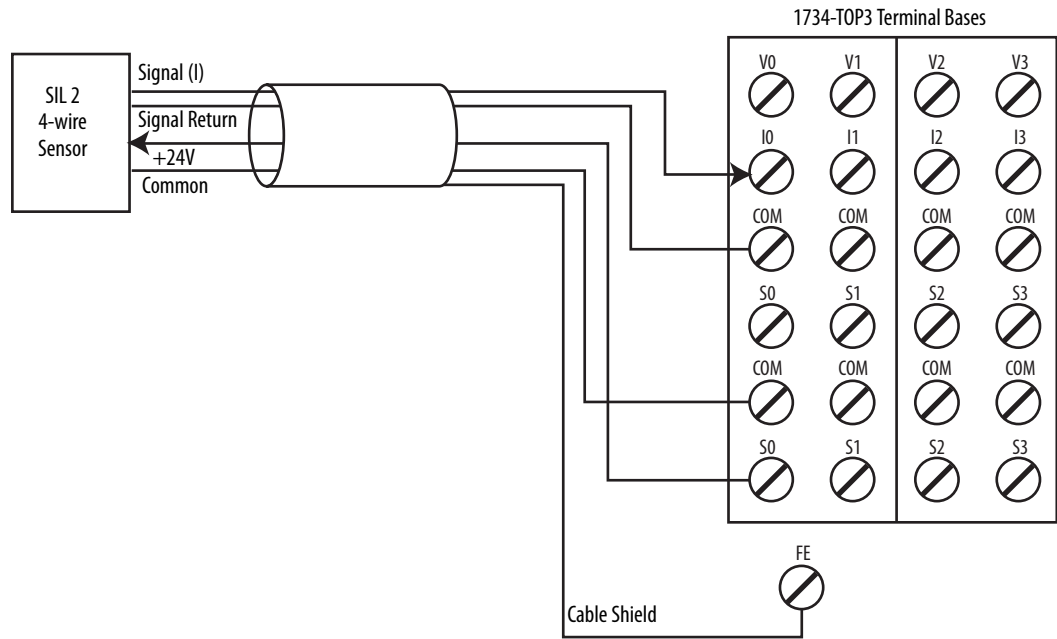 1734-TOP3 Terminal Bases
SIL 2
4-wire
Sensor
Signal (I)
Signal Return
+24V
Common
V0 V1 V2 V3
I0 I1 I2 I3
COM COM COM COM
S0 S1 S2 S3
COM COM COM COM
S0 S1 S2 S3
FE
Cable Shield